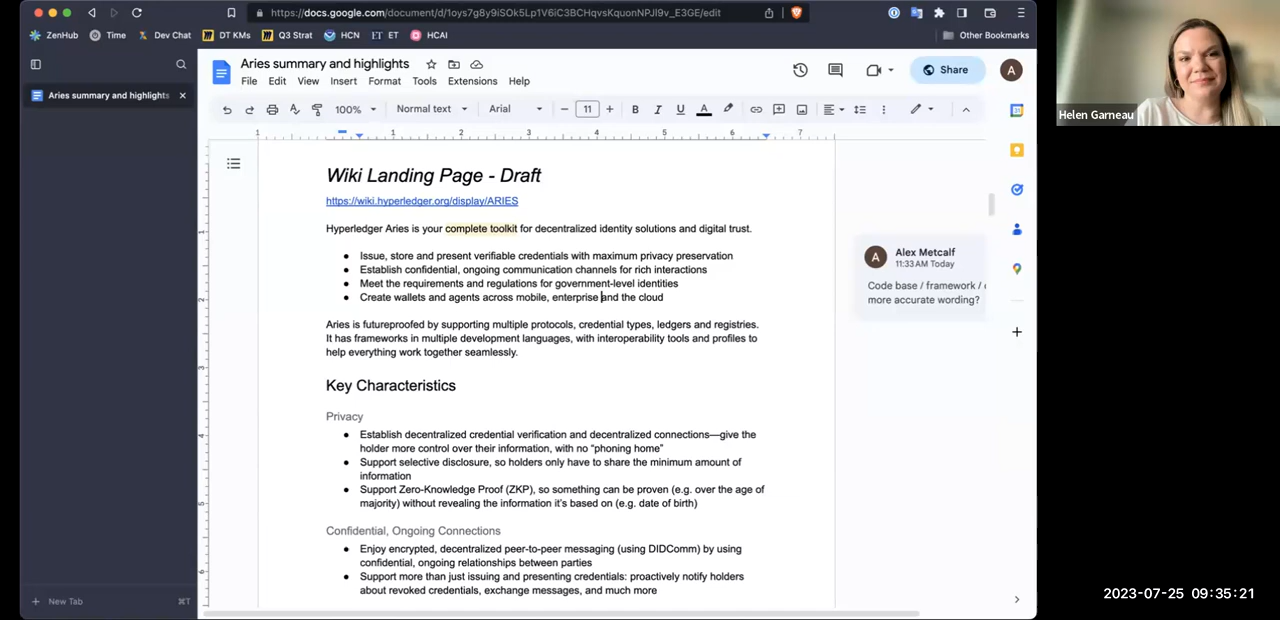 https://docs.google.com/document/d/1oys7g8y9iSOk5Lp1V6iC3BCHqvsKquonNPJI9v_E3GE/edit
ZenHub Time Dev Chat DT KMs Q3 Strat HCN ET ET HCAI Other Bookmarks
Aries summary and highlights
Aries summary and highlights
File Edit View Insert Format Tools Extensions Help
Share
A
100% Normal text Arial 11
1 1 2 3 4 5 6 7
Wiki Landing Page - Draft
https://wiki.hyperledger.org/display/ARIES
Hyperledger Aries is your complete toolkit for decentralized identity solutions and digital trust.
● Issue, store and present verifiable credentials with maximum privacy preservation
● Establish confidential, ongoing communication channels for rich interactions
● Meet the requirements and regulations for government-level identities
● Create wallets and agents across mobile, enterprise and the cloud
Aries is futureproofed by supporting multiple protocols, credential types, ledgers and registries.
It has frameworks in multiple development languages, with interoperability tools and profiles to
help everything work together seamlessly.
Key Characteristics
Privacy
● Establish decentralized credential verification and decentralized connections—give the
holder more control over their information, with no “phoning home”
● Support selective disclosure, so holders only have to share the minimum amount of
information
● Support Zero-Knowledge Proof (ZKP), so something can be proven (e.g. over the age of
majority) without revealing the information it’s based on (e.g. date of birth)
Confidential, Ongoing Connections
● Enjoy encrypted, decentralized peer-to-peer messaging (using DIDComm) by using
confidential, ongoing relationships between parties
● Support more than just issuing and presenting credentials: proactively notify holders
about revoked credentials, exchange messages, and much more
A
Alex Metcalf
11:33 AM Today
Code base / framework /
more accurate wording?
New Tab ⌘T
Helen Garneau
2023-07-25 09:35:21